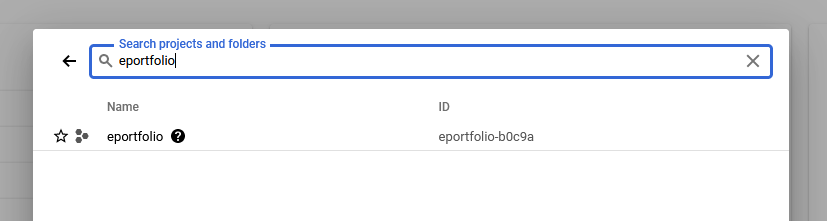 Search projects and folders
eportfolio
Name ID
eportfolio ? eportfolio-b0c9a